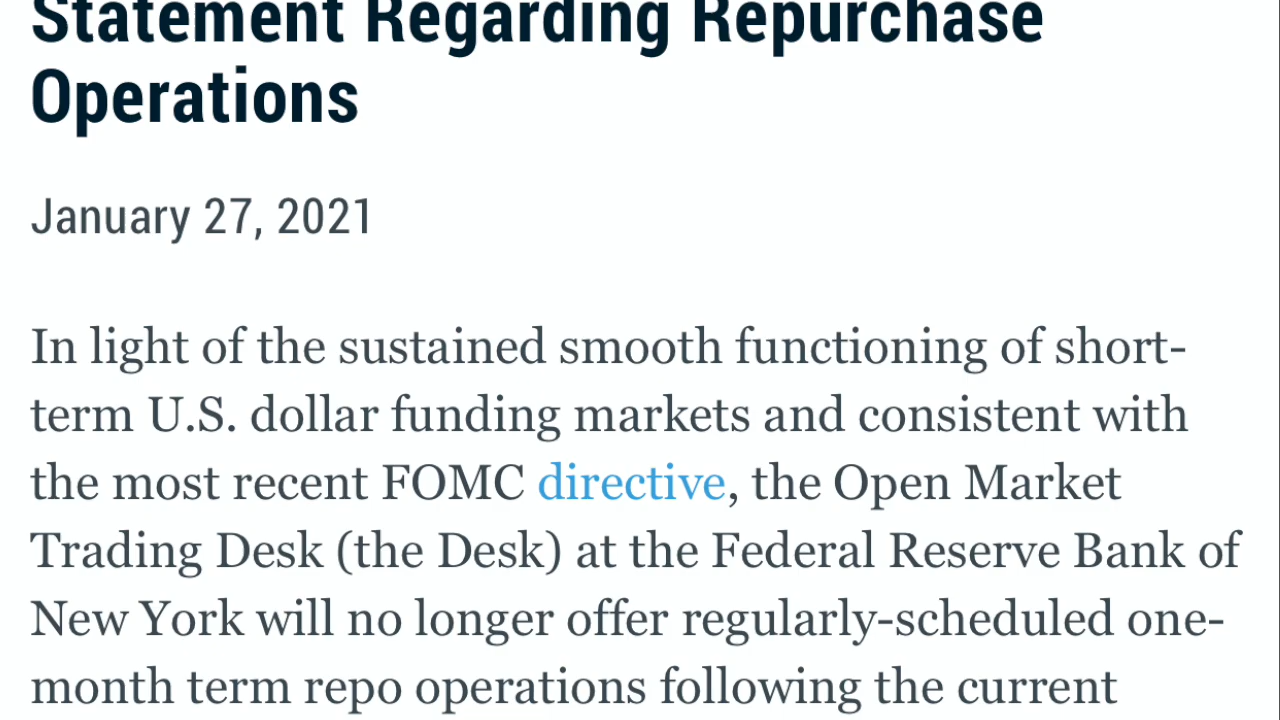 Statement Regarding Repurchase
Operations
January 27, 2021
In light of the sustained smooth functioning of short-
term U.S. dollar funding markets and consistent with
the most recent FOMC directive, the Open Market
Trading Desk (the Desk) at the Federal Reserve Bank of
New York will no longer offer regularly-scheduled one-
month term repo operations following the current